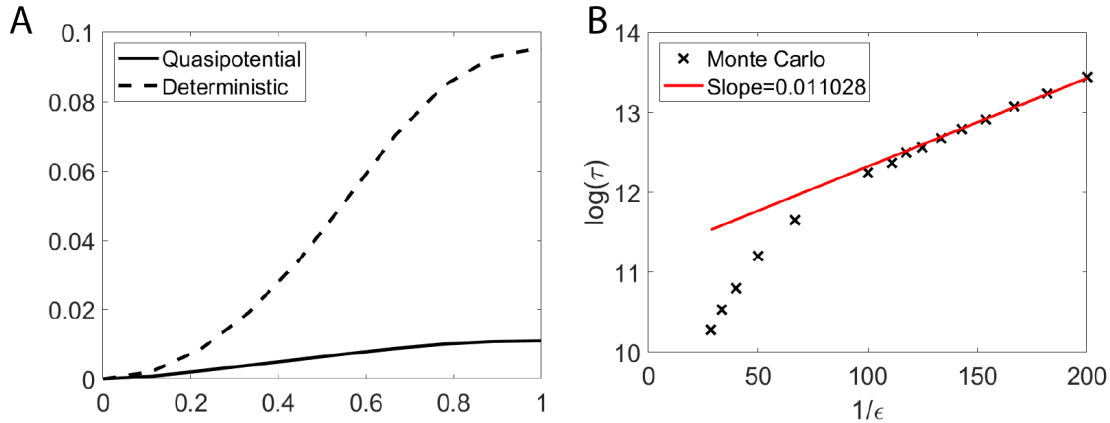 A
0.1
0.08
0.06
0.04
0.02
0
0
0.2
0.4
0.6
0.8
1
Quasipotential
Deterministic
B
14
13
12
11
10
log(τ)
0
50
100
150
200
1/ϵ
Monte Carlo
Slope=0.011028